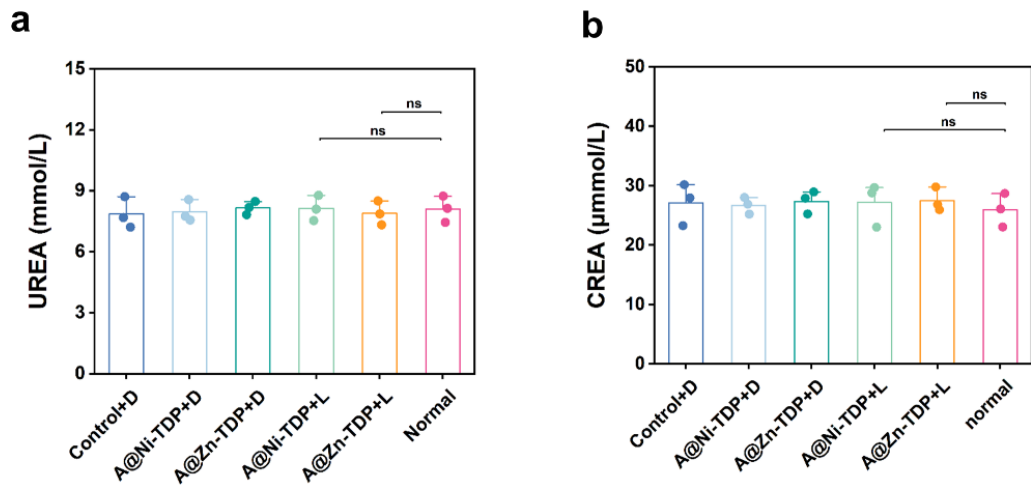 a
UREA (mmol/L)
15
12
9
6
3
0
ns
ns
Control+D
A@Ni-TDP+D
A@Zn-TDP+D
A@Ni-TDP+L
A@Zn-TDP+L
Normal
b
CREA (μmmol/L)
50
40
30
20
10
0
ns
ns
Control+D
A@Ni-TDP+D
A@Zn-TDP+D
A@Ni-TDP+L
A@Zn-TDP+L
normal